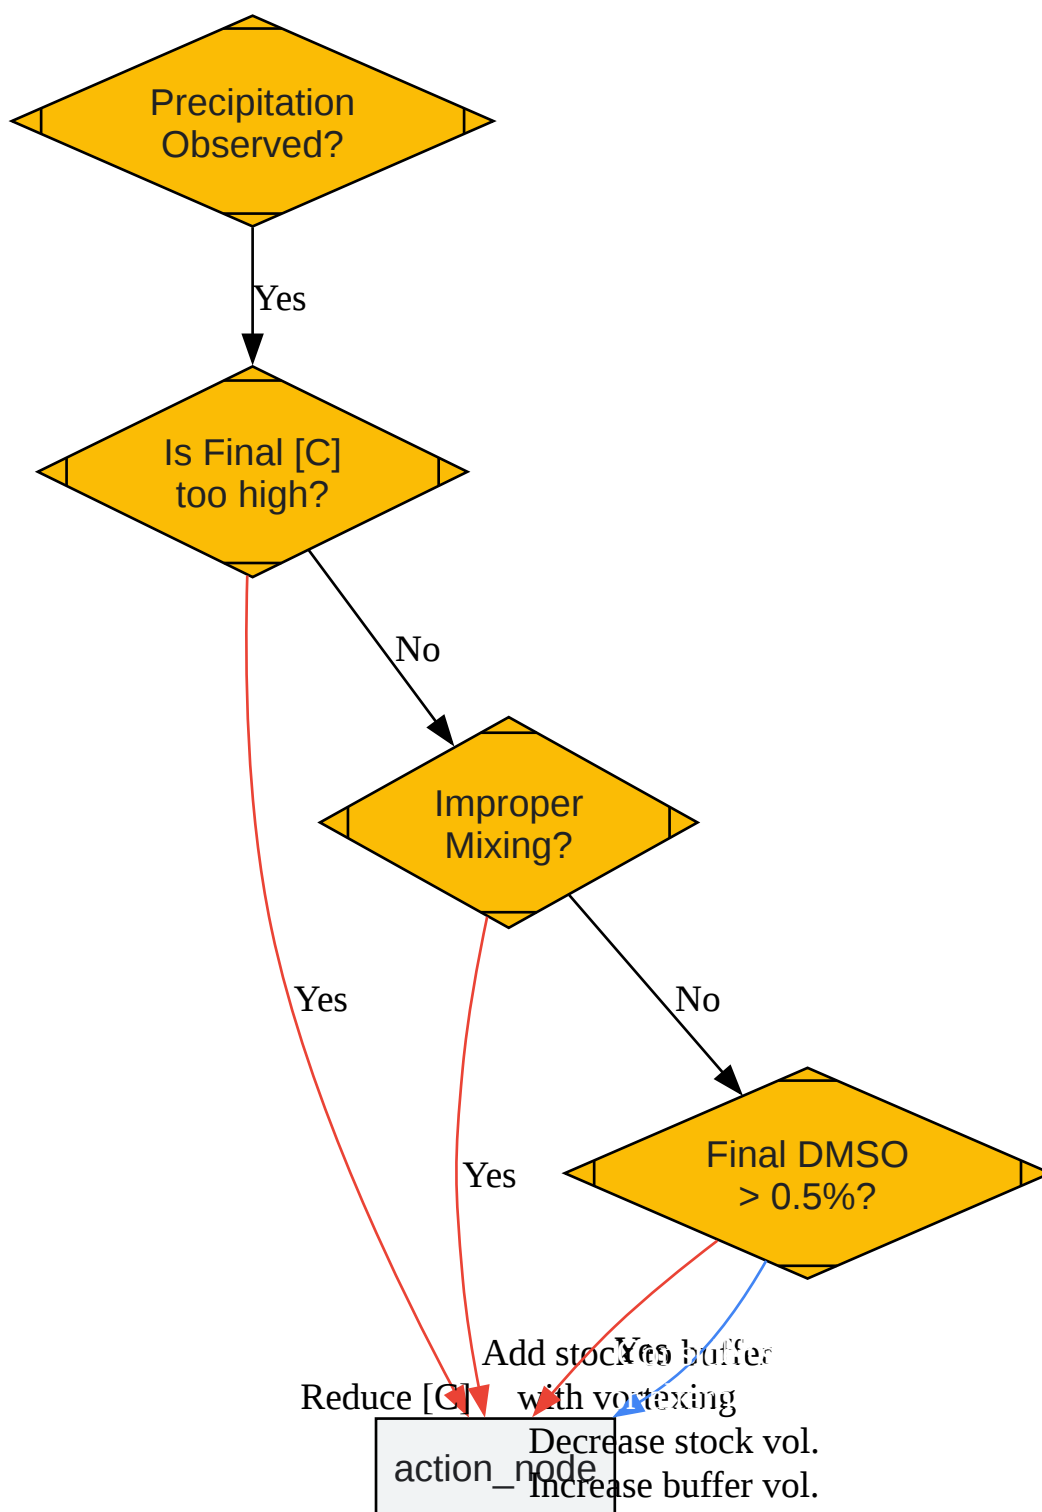 Precipitation
Observed?
Yes
Is Final [C]
too high?
No
Improper
Mixing?
Yes
No
Yes
Final DMSO
> 0.5%?
Yes
Add stock to buffer
Reduce [C]
with vortexing
Decrease stock vol.
action_node
Increase buffer vol.